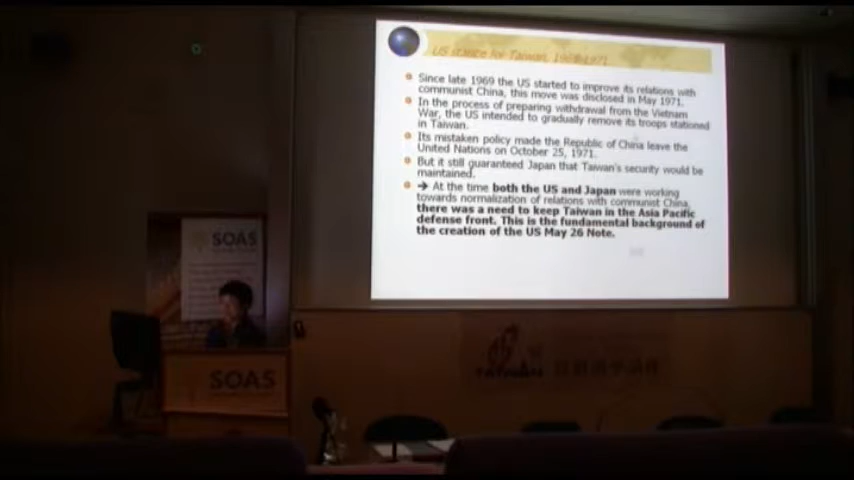 US stance for Taiwan, 1969-1971
Since late 1969 the US started to improve its relations with
communist China, this move was disclosed in May 1971.
In the process of preparing withdrawal from the Vietnam
War, the US intended to gradually remove its troops stationed
in Taiwan.
Its mistaken policy made the Republic of China leave the
United Nations on October 25, 1971.
But it still guaranteed Japan that Taiwan's security would be
maintained.
➔ At the time both the US and Japan were working
towards normalization of relations with communist China,
there was a need to keep Taiwan in the Asia Pacific
defense front. This is the fundamental background of
the creation of the US May 26 Note.
SOAS
SOAS
TAIWAN